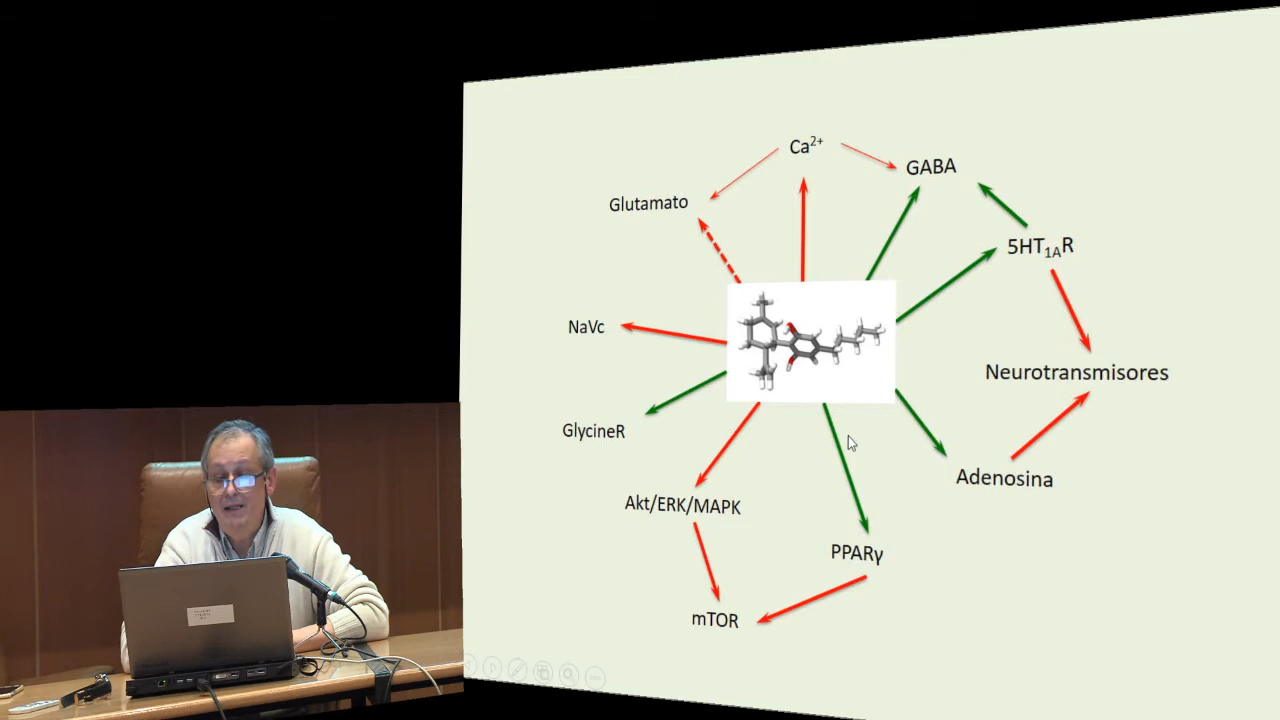 Ca²⁺
GABA
Glutamato
5HT₁ₐR
NaVc
Neurotransmisores
GlycineR
Adenosina
Akt/ERK/MAPK
PPARγ
mTOR